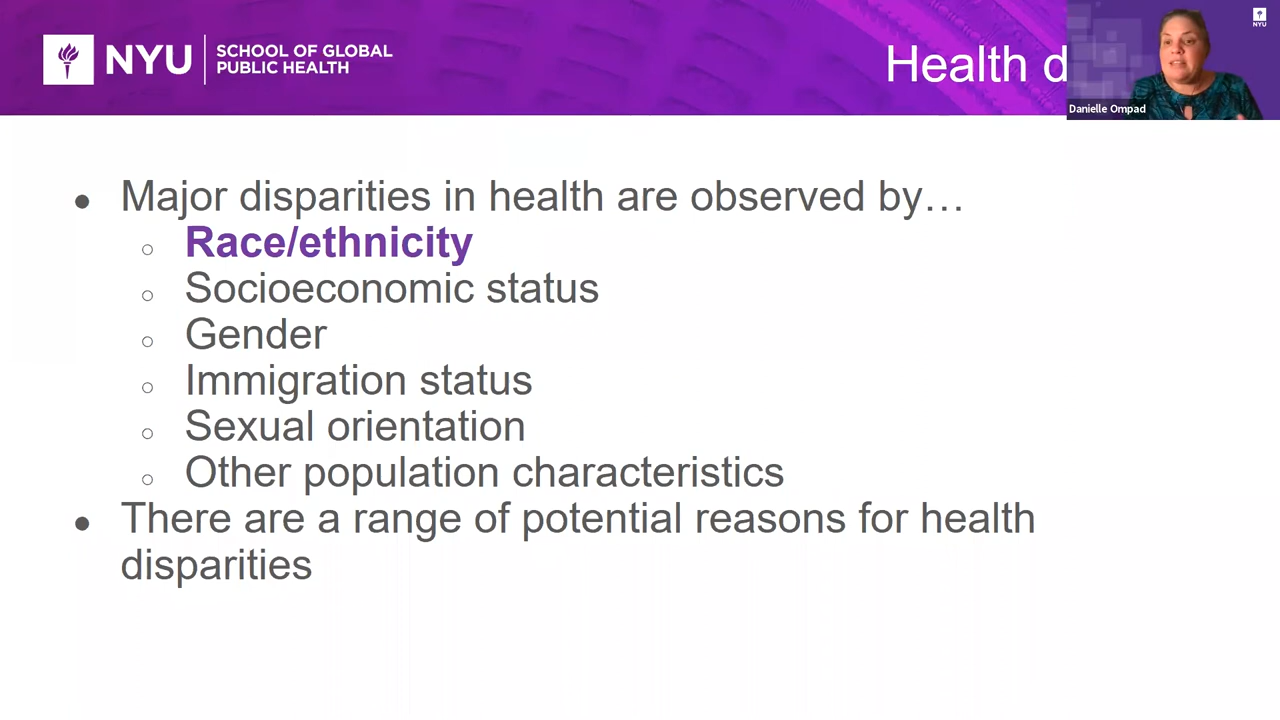 NYU
SCHOOL OF GLOBAL
PUBLIC HEALTH
Health d
NYU
Danielle Ompad
● Major disparities in health are observed by…
○ Race/ethnicity
○ Socioeconomic status
○ Gender
○ Immigration status
○ Sexual orientation
○ Other population characteristics
● There are a range of potential reasons for health
disparities